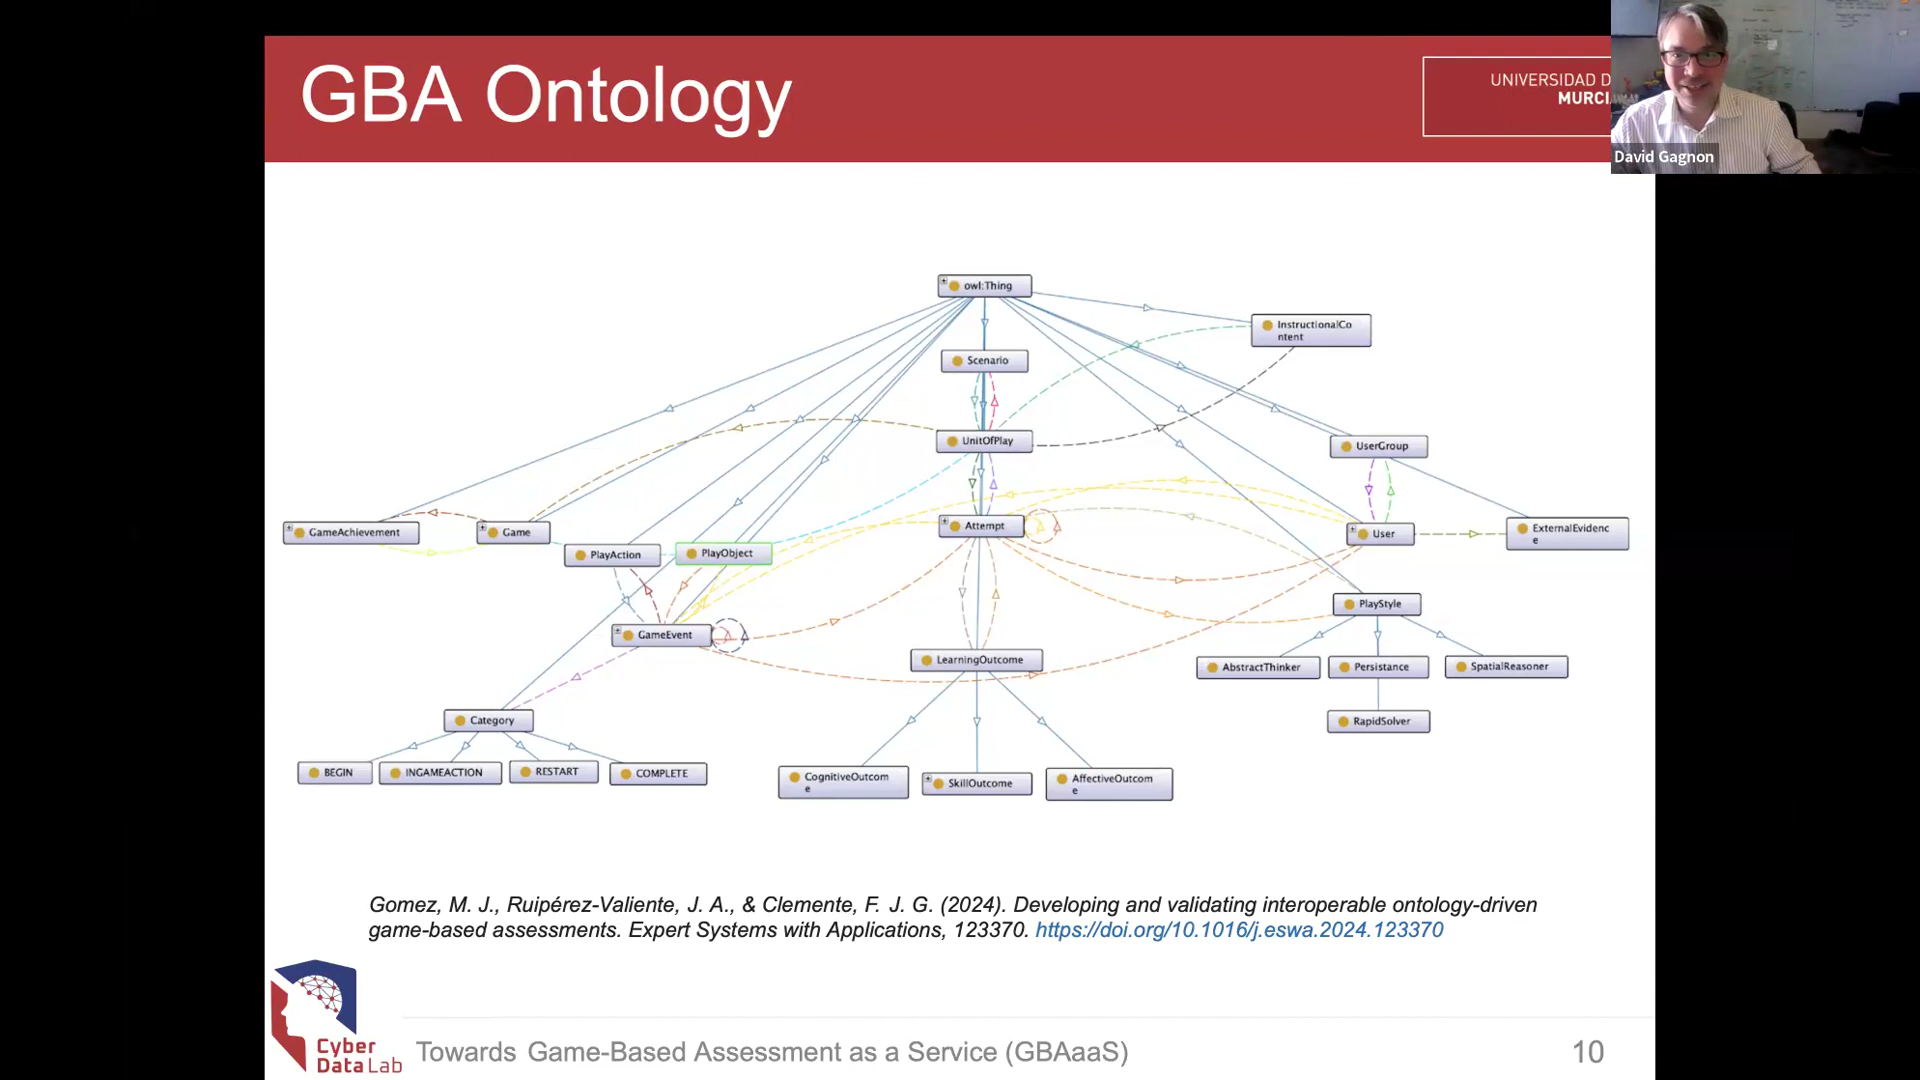 GBA Ontology
UNIVERSIDAD D
MURCI
David Gagnon
owl:Thing
InstructionalCo
ntent
Scenario
UnitOfPlay
UserGroup
GameAchievement
Game
PlayAction
PlayObject
Attempt
User
ExternalEvidenc
e
GameEvent
PlayStyle
LearningOutcome
AbstractThinker
Persistance
SpatialReasoner
Category
RapidSolver
BEGIN
INGAMEACTION
RESTART
COMPLETE
CognitiveOutcom
e
SkillOutcome
AffectiveOutcom
e
Gomez, M. J., Ruipérez-Valiente, J. A., & Clemente, F. J. G. (2024). Developing and validating interoperable ontology-driven
game-based assessments. Expert Systems with Applications, 123370. https://doi.org/10.1016/j.eswa.2024.123370
Cyber
DataLab
Towards Game-Based Assessment as a Service (GBAaaS)
10